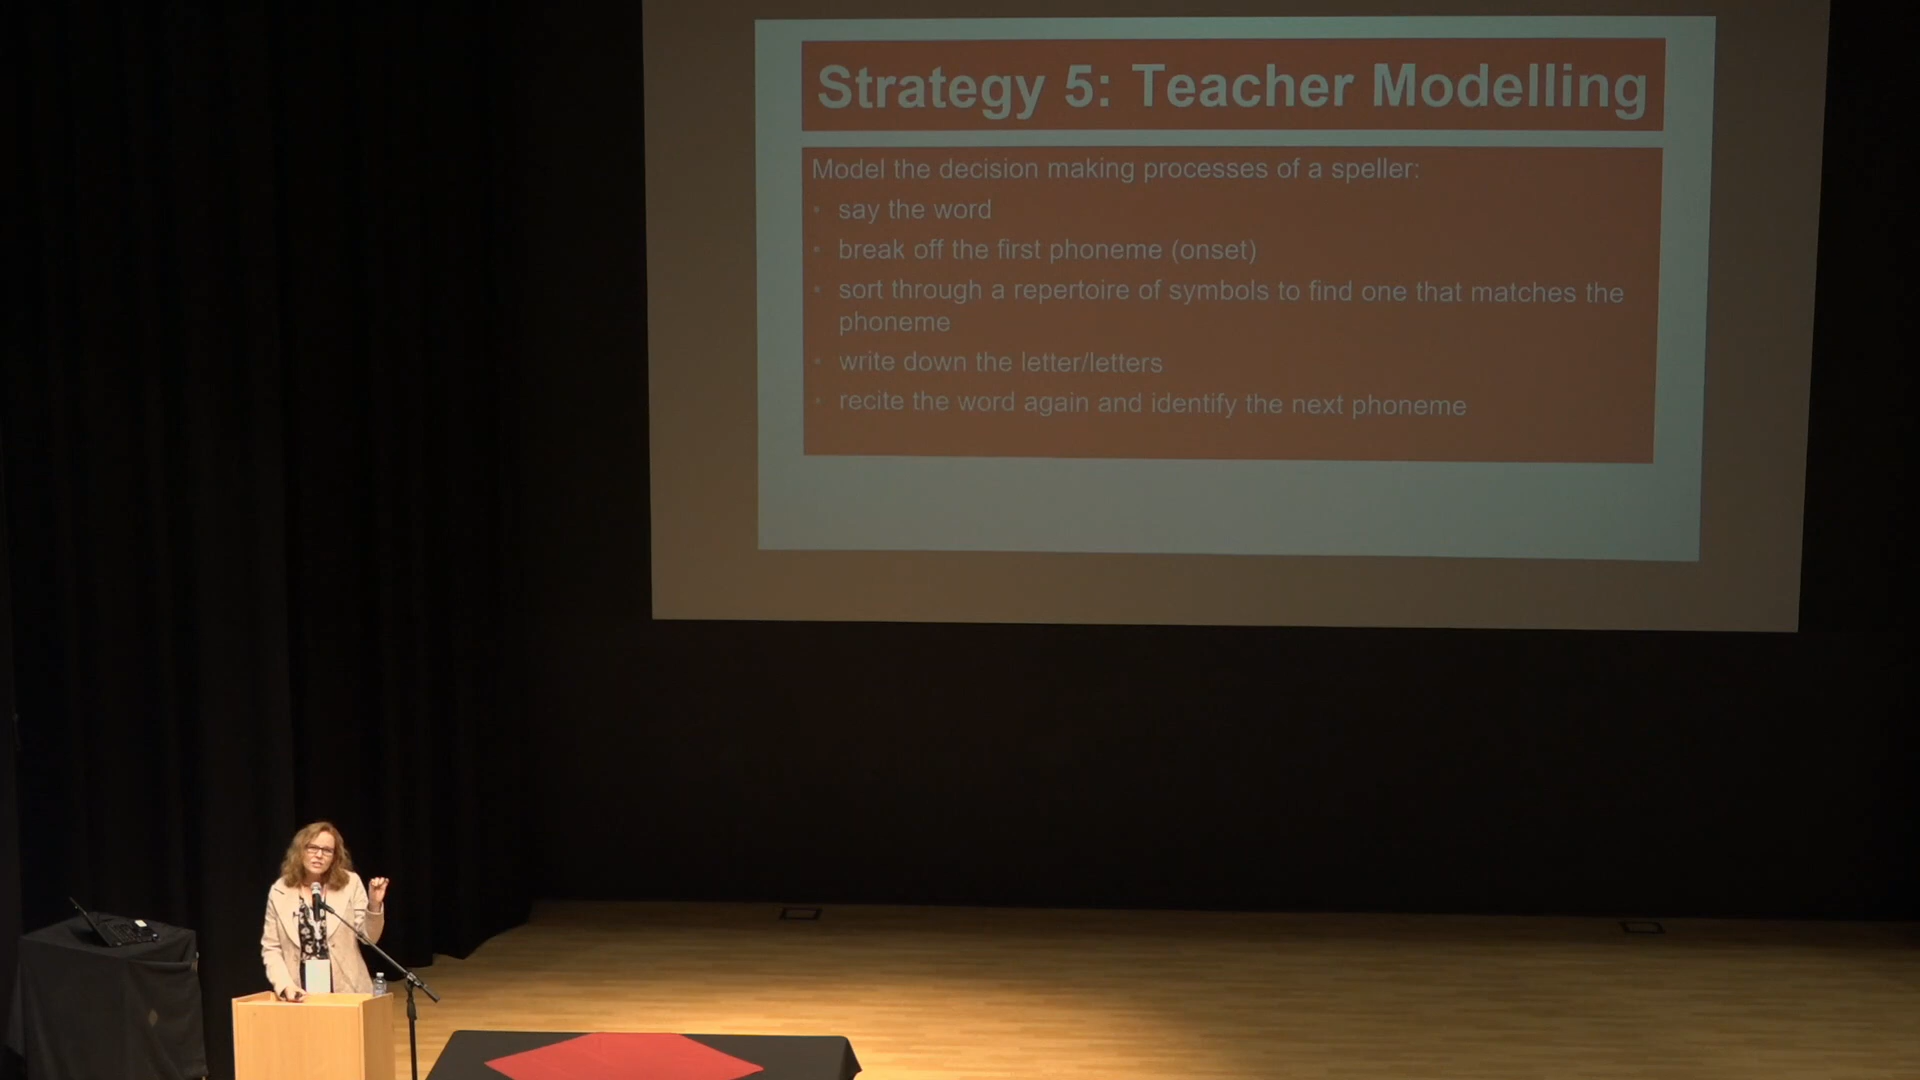 Strategy 5: Teacher Modelling
Model the decision making processes of a speller:
• say the word
• break off the first phoneme (onset)
• sort through a repertoire of symbols to find one that matches the
phoneme
• write down the letter/letters
• recite the word again and identify the next phoneme